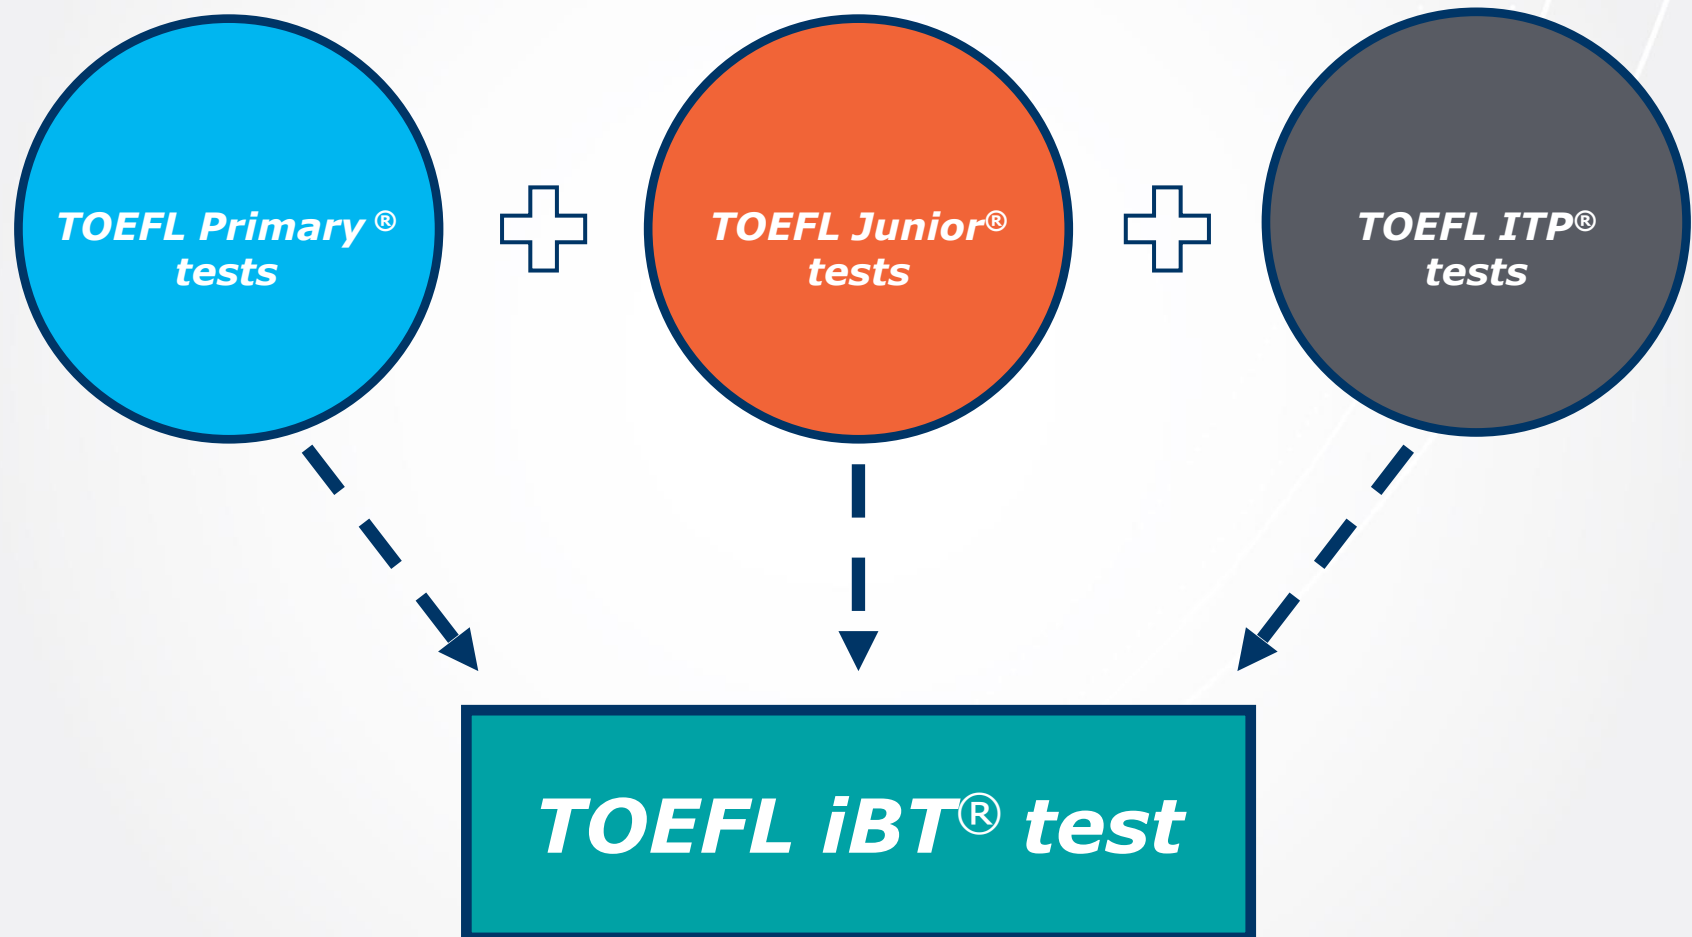 TOEFL Primary ®
tests
TOEFL Junior®
tests
TOEFL ITP®
tests
TOEFL iBT® test